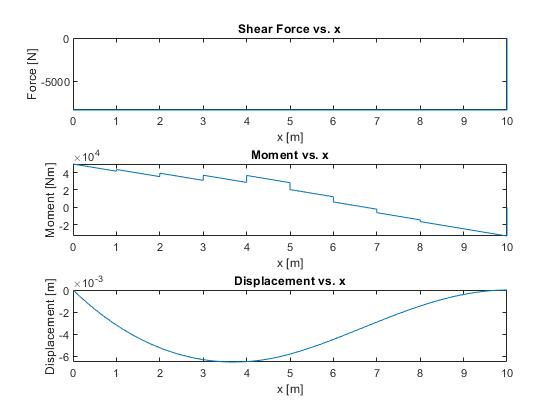 Shear Force vs. x
Force [N]
0
-5000
0 1 2 3 4 5 6 7 8 9 10
x [m]
Moment vs. x
×10^4
Moment [Nm]
4
2
0
-2
0 1 2 3 4 5 6 7 8 9 10
x [m]
Displacement vs. x
×10^-3
Displacement [m]
0
-2
-4
-6
0 1 2 3 4 5 6 7 8 9 10
x [m]